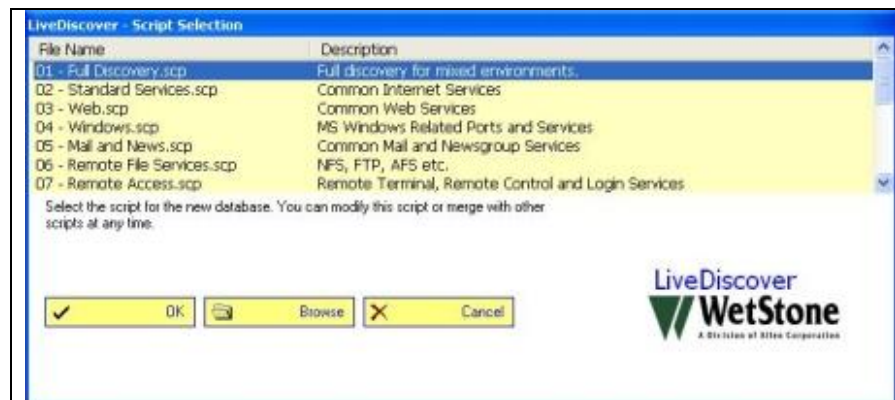 LiveDiscover - Script Selection
File Name Description
01 - Full Discovery.scp Full discovery for mixed environments.
02 - Standard Services.scp Common Internet Services
03 - Web.scp Common Web Services
04 - Windows.scp MS Windows Related Ports and Services
05 - Mail and News.scp Common Mail and Newsgroup Services
06 - Remote File Services.scp NFS, FTP, AFS etc.
07 - Remote Access.scp Remote Terminal, Remote Control and Login Services
Select the script for the new database. You can modify this script or merge with other
scripts at any time.
OK Browse Cancel
LiveDiscover
WetStone
A Division of Allen Corporation